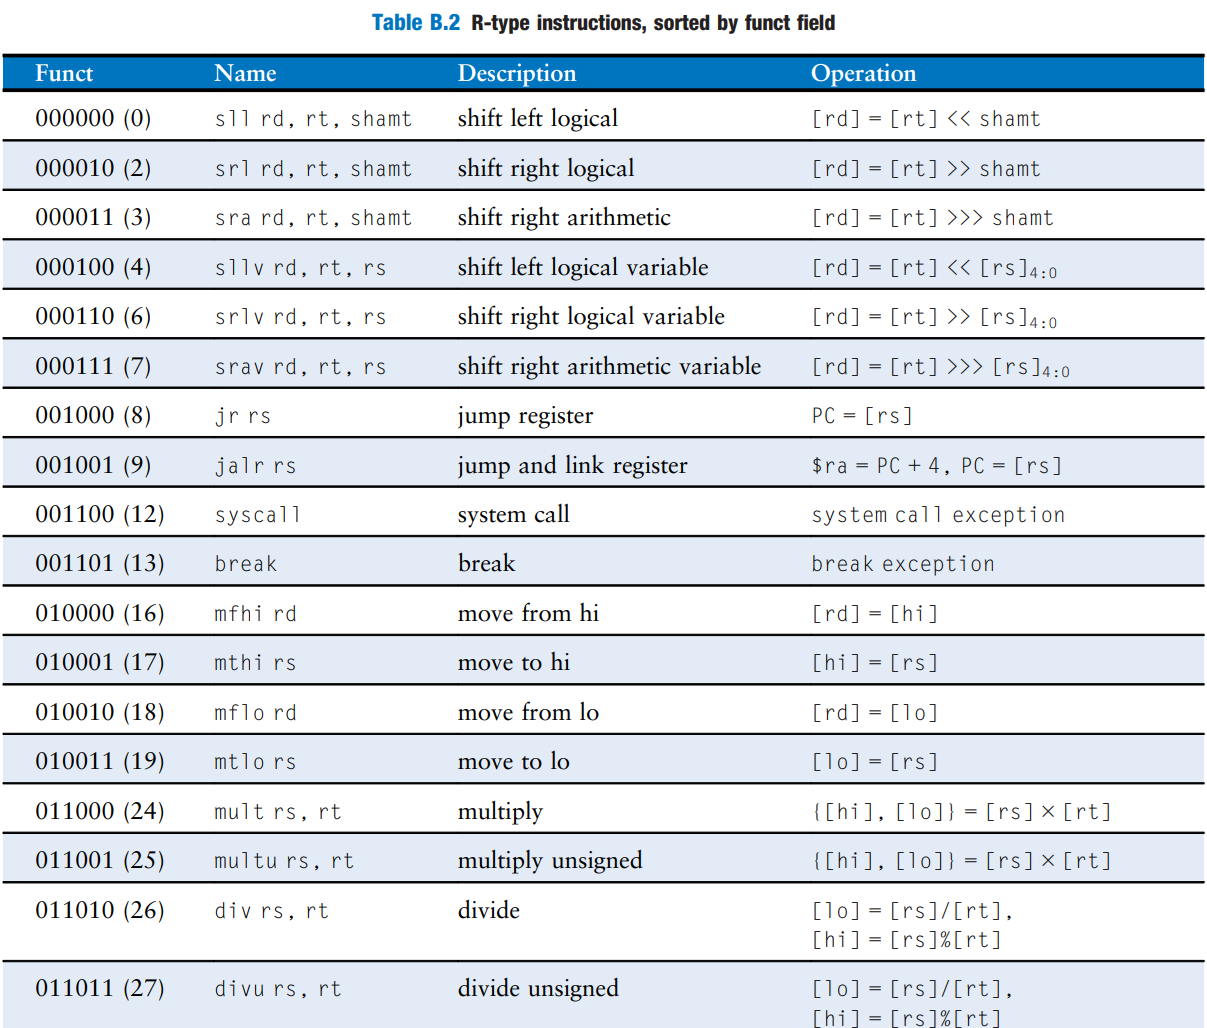 Table B.2 R-type instructions, sorted by funct field
Funct Name Description Operation
000000 (0) sll rd, rt, shamt shift left logical [rd] = [rt] << shamt
000010 (2) srl rd, rt, shamt shift right logical [rd] = [rt] >> shamt
000011 (3) sra rd, rt, shamt shift right arithmetic [rd] = [rt] >>> shamt
000100 (4) sllv rd, rt, rs shift left logical variable [rd] = [rt] << [rs]4:0
000110 (6) srlv rd, rt, rs shift right logical variable [rd] = [rt] >> [rs]4:0
000111 (7) srav rd, rt, rs shift right arithmetic variable [rd] = [rt] >>> [rs]4:0
001000 (8) jr rs jump register PC = [rs]
001001 (9) jalr rs jump and link register $ra = PC + 4, PC = [rs]
001100 (12) syscall system call system call exception
001101 (13) break break break exception
010000 (16) mfhi rd move from hi [rd] = [hi]
010001 (17) mthi rs move to hi [hi] = [rs]
010010 (18) mflo rd move from lo [rd] = [lo]
010011 (19) mtlo rs move to lo [lo] = [rs]
011000 (24) mult rs, rt multiply {[hi], [lo]} = [rs] × [rt]
011001 (25) multu rs, rt multiply unsigned {[hi], [lo]} = [rs] × [rt]
011010 (26) div rs, rt divide [lo] = [rs]/[rt],
[hi] = [rs]%[rt]
011011 (27) divu rs, rt divide unsigned [lo] = [rs]/[rt],
[hi] = [rs]%[rt]